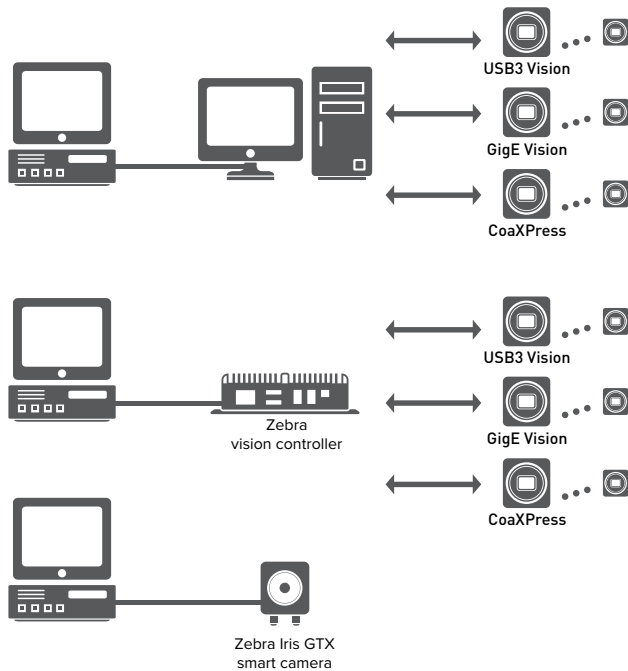 USB3 Vision
GigE Vision
CoaXPress
USB3 Vision
GigE Vision
CoaXPress
Zebra
vision controller
Zebra Iris GTX
smart camera